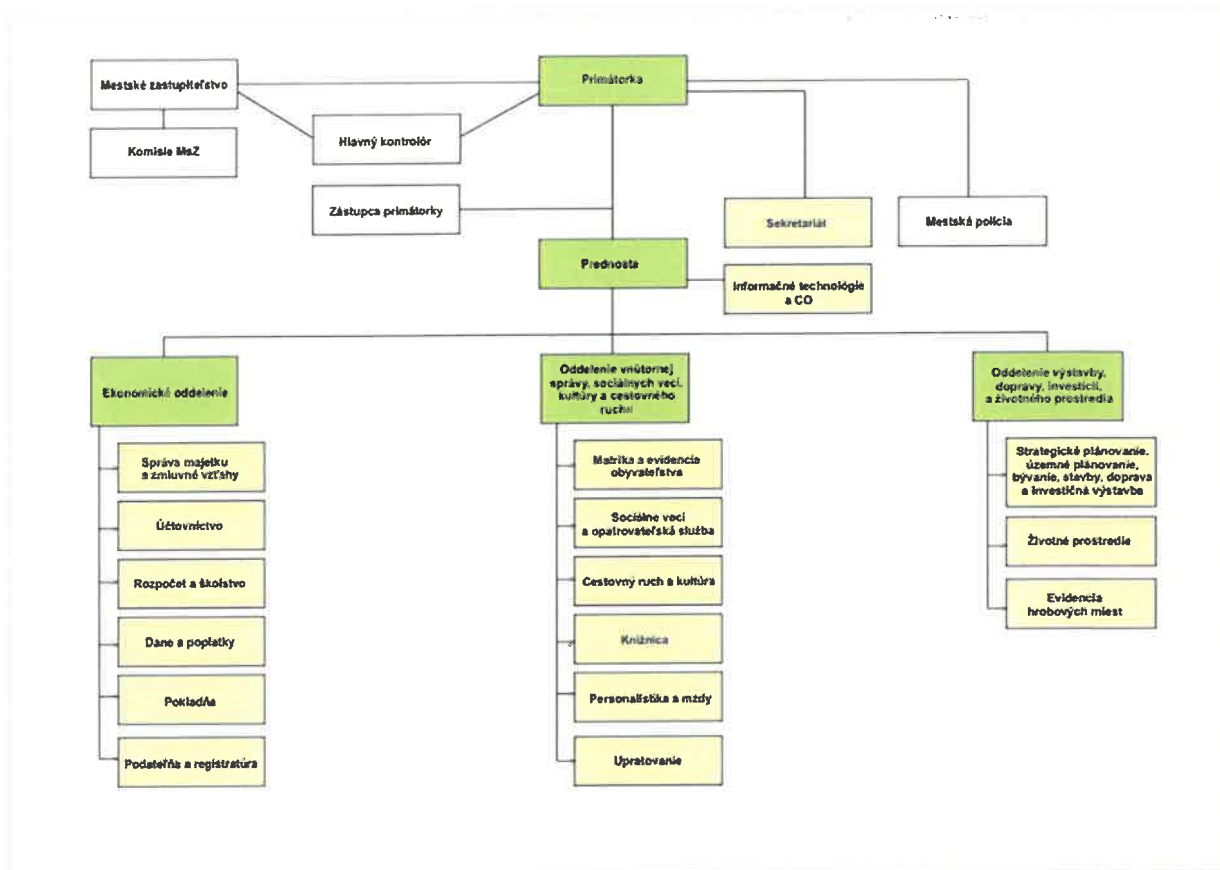 Primátorka
Mestské zastupiteľstvo
Komisie MsZ
Hlavný kontrolór
Zástupca primátorky
Sekretariát
Mestská polícia
Prednosta
Informačné technológie
a CO
Ekonomické oddelenie
Oddelenie vnútornej
správy, sociálnych vecí,
kultúry a cestovného
ruchu
Oddelenie výstavby,
dopravy, investícií,
a životného prostredia
Správa majetku
a zmluvné vzťahy
Účtovníctvo
Rozpočet a školstvo
Dane a poplatky
Pokladňa
Podateľňa a registratúra
Matrika a evidencia
obyvateľstva
Sociálne veci
a opatrovateľská služba
Cestovný ruch a kultúra
Knižnica
Personalistika a mzdy
Upratovanie
Strategické plánovanie,
územné plánovanie,
bývanie, stavby, doprava
a investičná výstavba
Životné prostredie
Evidencia
hrobových miest